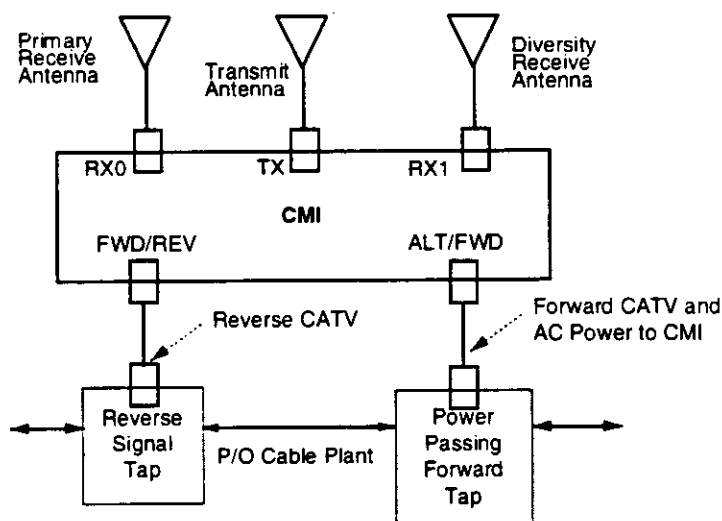 Primary
Receive
Antenna
Transmit
Antenna
Diversity
Receive
Antenna
RX0
TX
RX1
CMI
FWD/REV
ALT/FWD
Reverse CATV
Forward CATV and
AC Power to CMI
Reverse
Signal
Tap
P/O Cable Plant
Power
Passing
Forward
Tap